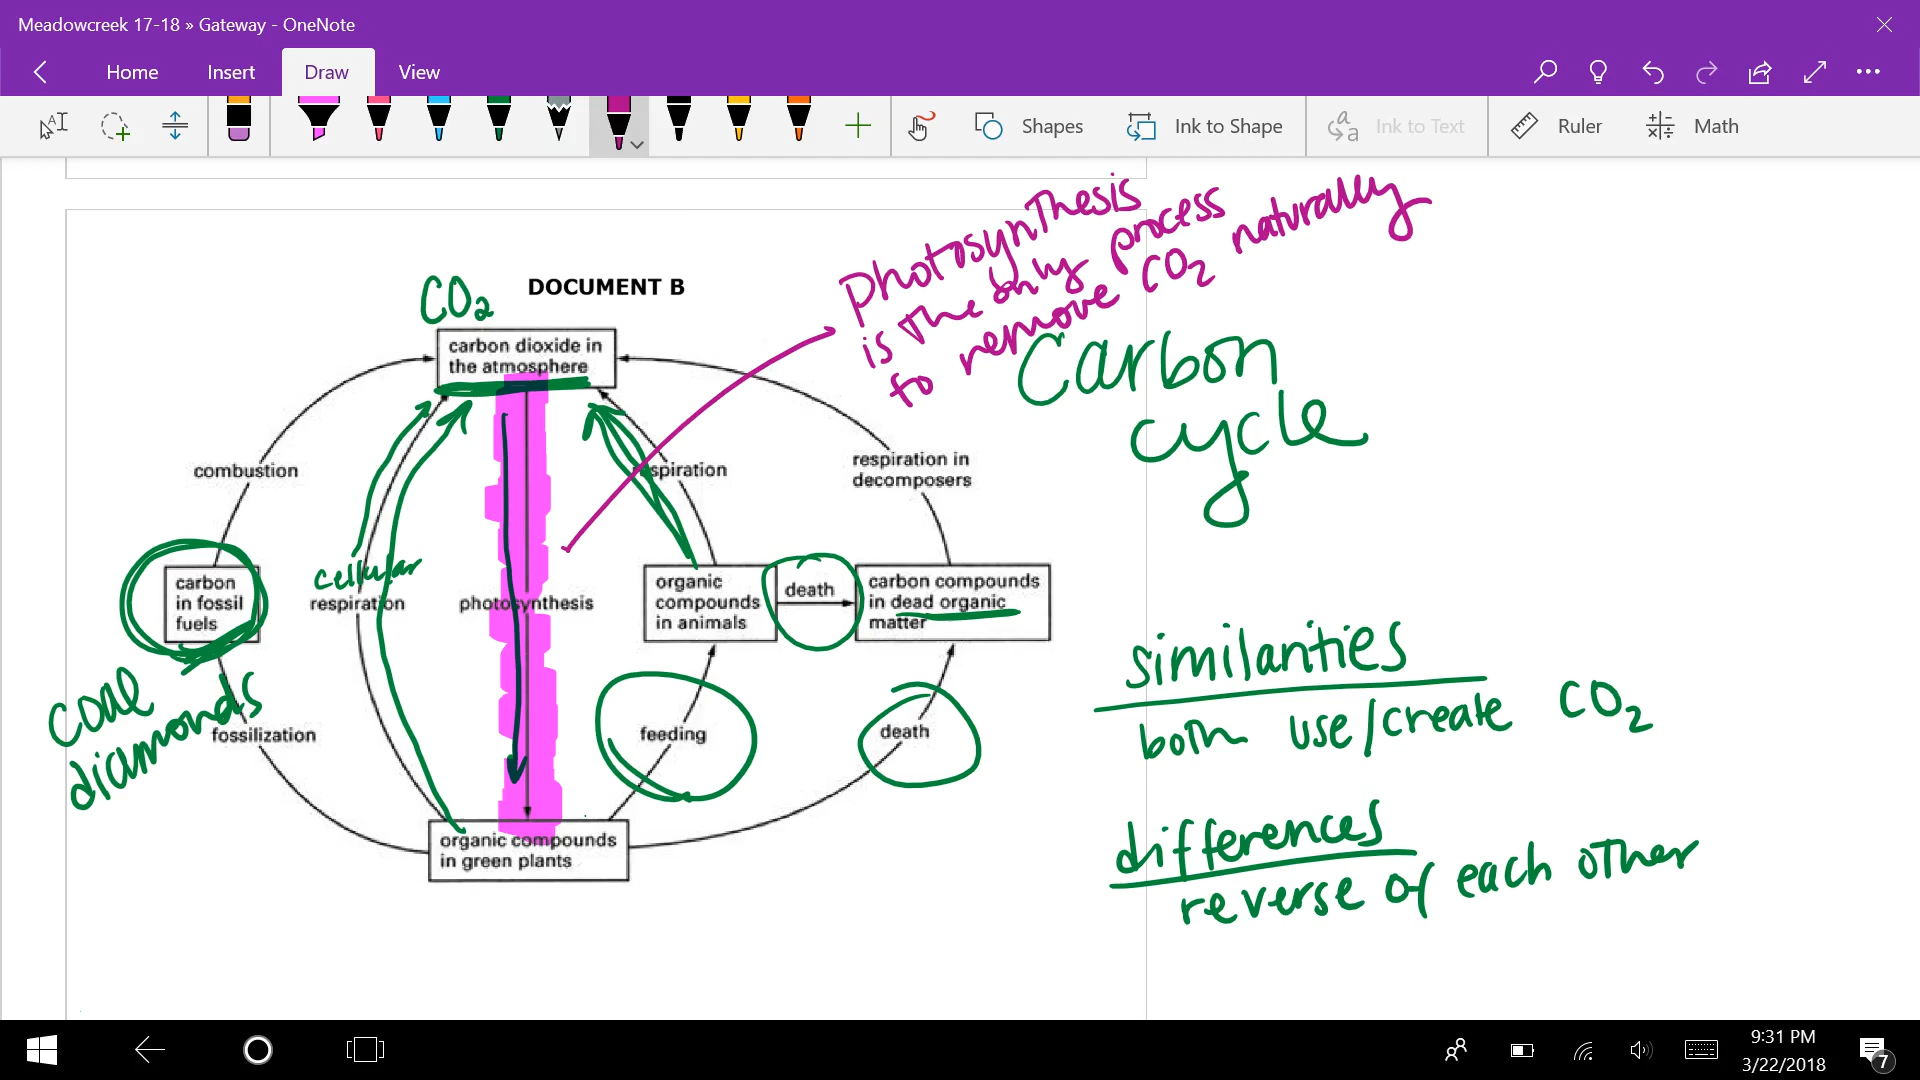 Meadowcreek 17-18 » Gateway - OneNote
Home Insert Draw View
Shapes Ink to Shape Ink to Text Ruler Math
photosynthesis
is the only process
to remove CO2 naturally
CO2
DOCUMENT B
carbon dioxide in
the atmosphere
Carbon
cycle
combustion
spiration
respiration in
decomposers
carbon
in fossil
fuels
cellular
respiration
photosynthesis
organic
compounds
in animals
death
carbon compounds
in dead organic
matter
similarities
both use/create CO2
coal
diamonds
fossilization
feeding
death
differences
reverse of each other
organic compounds
in green plants
9:31 PM
3/22/2018
7